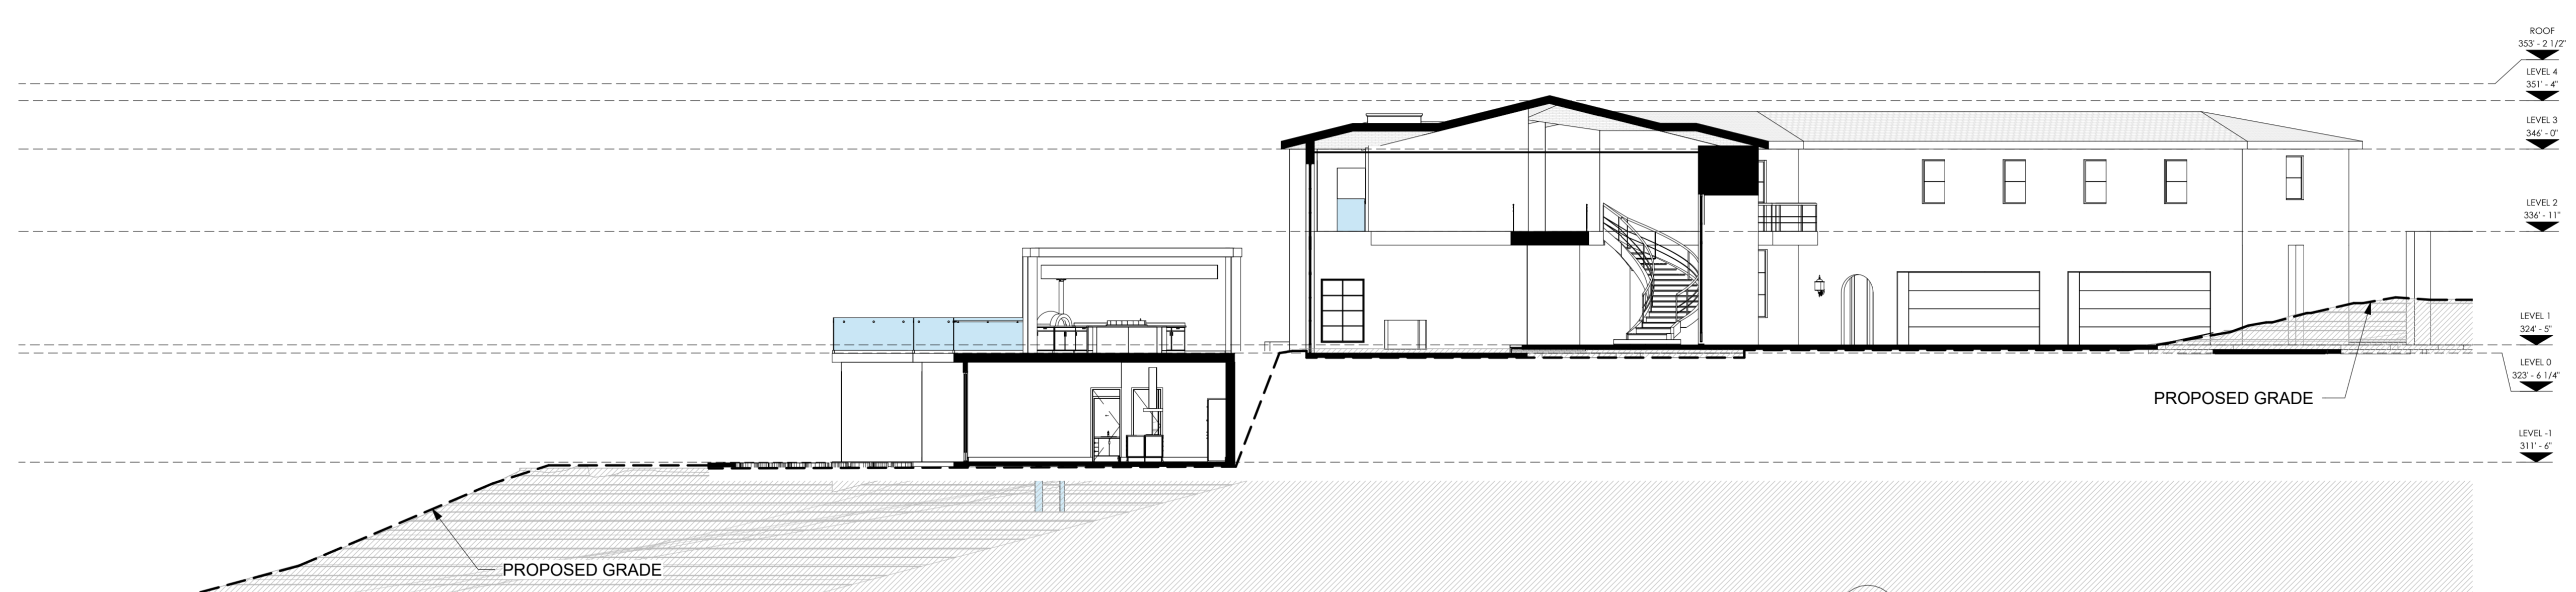 ROOF
353' - 2 1/2"
LEVEL 4
351' - 4"
LEVEL 3
346' - 0"
LEVEL 2
336' - 11"
LEVEL 1
324' - 5"
LEVEL 0
323' - 6 1/4"
PROPOSED GRADE
LEVEL -1
311' - 6"
PROPOSED GRADE